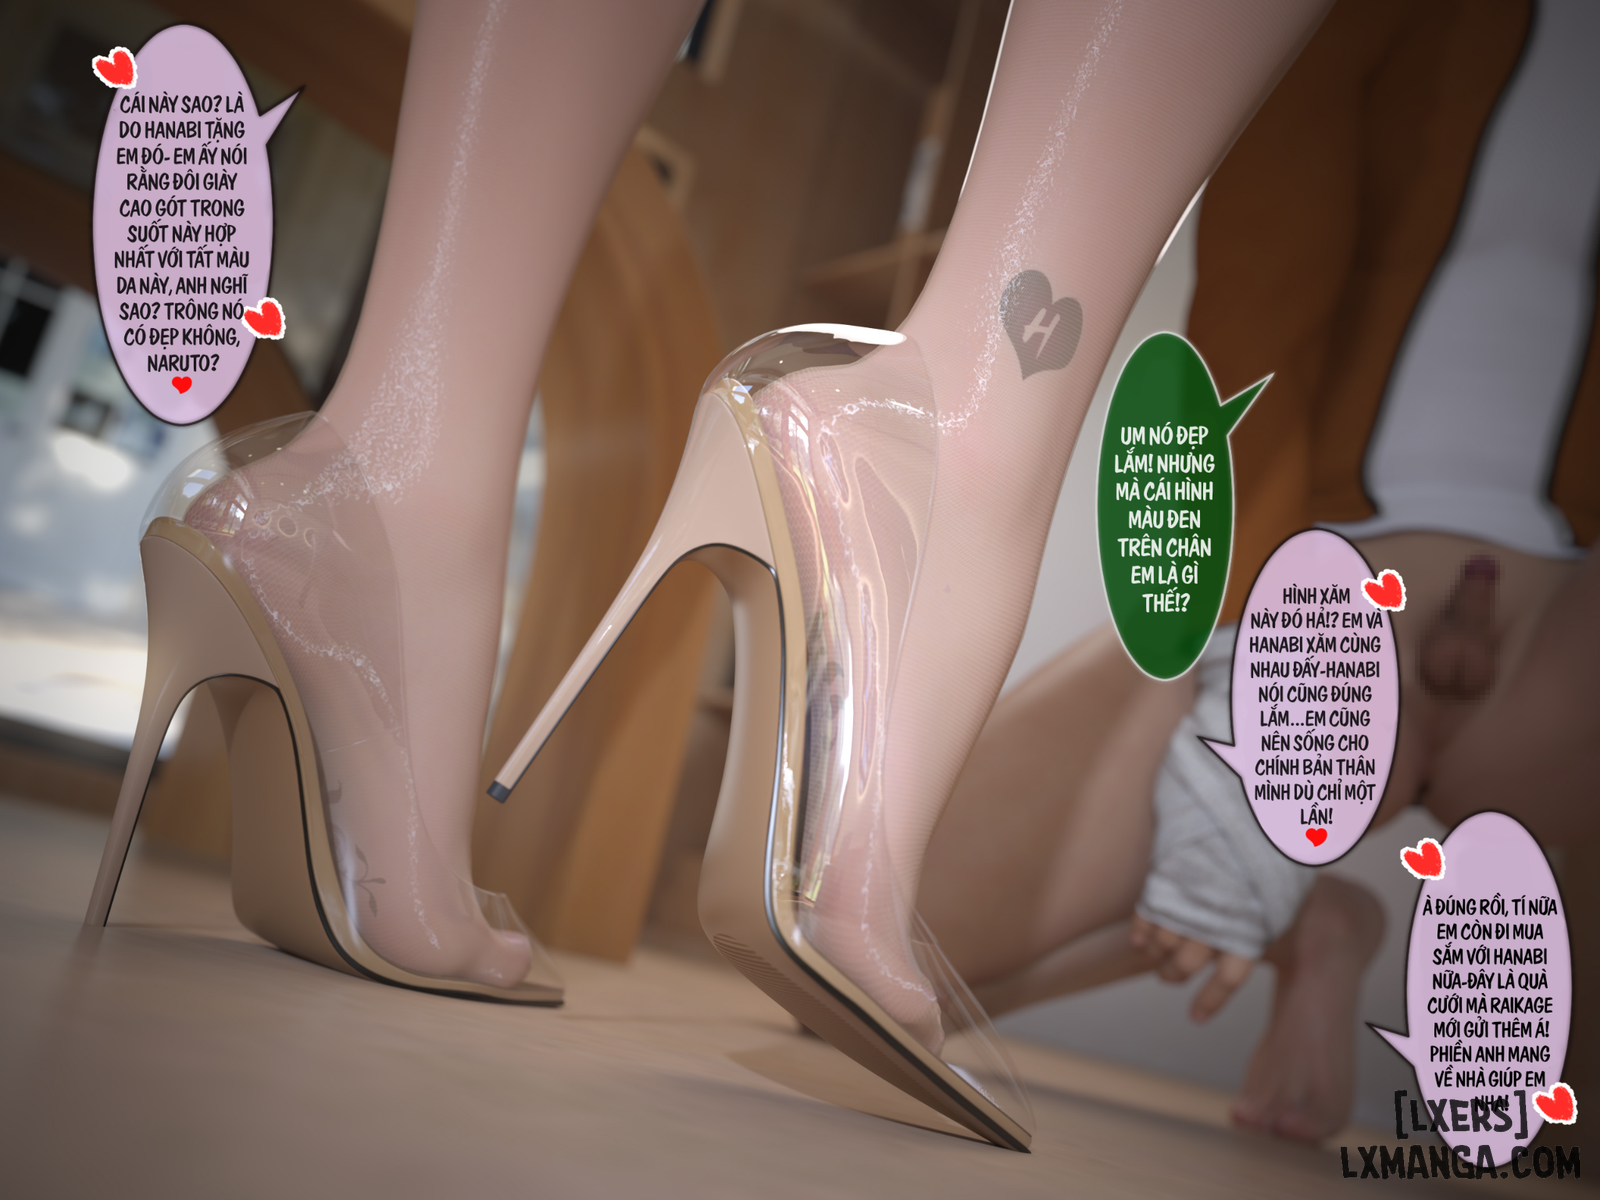 CÁI NÀY SAO? LÀ
DO HANABI TẶNG
EM ĐÓ- EM ẤY NÓI
RẰNG ĐÔI GIÀY
CAO GÓT TRONG
SUỐT NÀY HỢP
NHẤT VỚI TẤT MÀU
DA NÀY, ANH NGHĨ
SAO? TRÔNG NÓ
CÓ ĐẸP KHÔNG,
NARUTO?
H
UM NÓ ĐẸP
LẮM! NHƯNG
MÀ CÁI HÌNH
MÀU ĐEN
TRÊN CHÂN
EM LÀ GÌ
THẾ!?
HÌNH XĂM
NÀY ĐÓ HẢ!? EM VÀ
HANABI XĂM CÙNG
NHAU ĐẤY-HANABI
NÓI CŨNG ĐÚNG
LẮM...EM CŨNG
NÊN SỐNG CHO
CHÍNH BẢN THÂN
MÌNH DÙ CHỈ MỘT
LẦN!
À ĐÚNG RỒI, TÍ NỮA
EM CÒN ĐI MUA
SẮM VỚI HANABI
NỮA-ĐÂY LÀ QUÀ
CƯỚI MÀ RAIKAGE
MỚI GỬI THÊM Á!
PHIỀN ANH MANG
VỀ NHÀ GIÚP EM
NHA!
[LXERS]
LXMANGA.COM